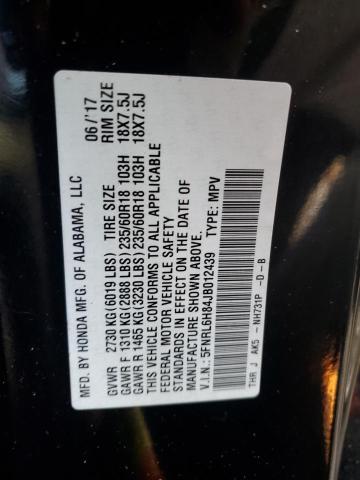 MFD. BY HONDA MFG. OF ALABAMA, LLC 06/'17
GVWR 2730 KG(6019 LBS) TIRE SIZE RIM SIZE
GAWR F 1310 KG(2888 LBS) 235/60R18 103H 18X7.5J
GAWR R 1465 KG(3230 LBS) 235/60R18 103H 18X7.5J
THIS VEHICLE CONFORMS TO ALL APPLICABLE
FEDERAL MOTOR VEHICLE SAFETY
STANDARDS IN EFFECT ON THE DATE OF
MANUFACTURE SHOWN ABOVE.
V.I.N.: 5FNRL6H84JB012439 TYPE: MPV
THR J AK5 - NH731P -D-B